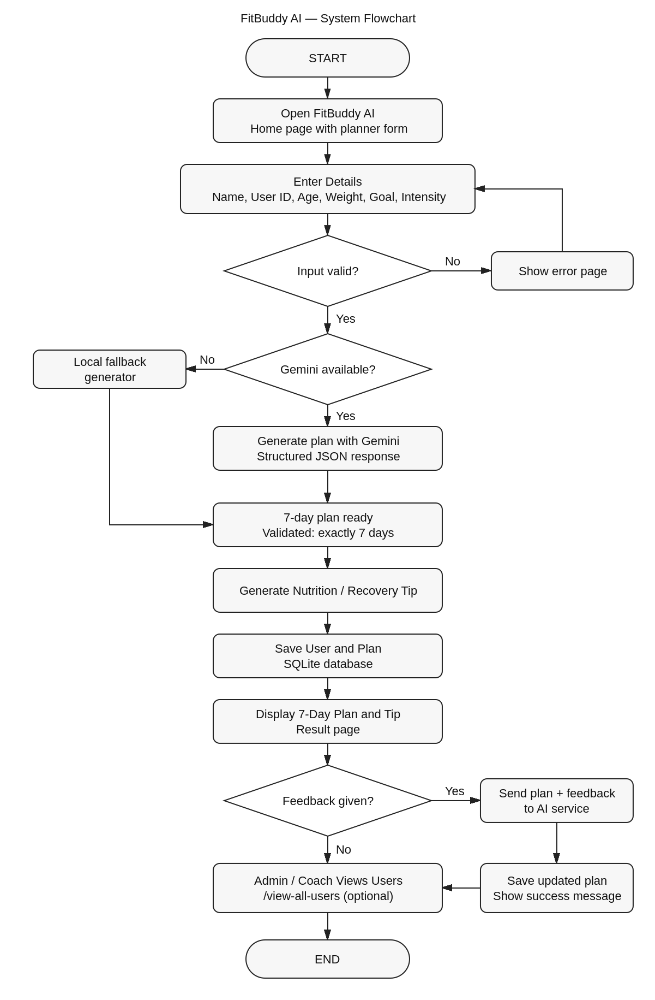 FitBuddy AI — System Flowchart
START
Open FitBuddy AI
Home page with planner form
Enter Details
Name, User ID, Age, Weight, Goal, Intensity
Input valid?
No
Show error page
Yes
Gemini available?
No
Local fallback
generator
Yes
Generate plan with Gemini
Structured JSON response
7-day plan ready
Validated: exactly 7 days
Generate Nutrition / Recovery Tip
Save User and Plan
SQLite database
Display 7-Day Plan and Tip
Result page
Feedback given?
Yes
Send plan + feedback
to AI service
No
Admin / Coach Views Users
/view-all-users (optional)
Save updated plan
Show success message
END